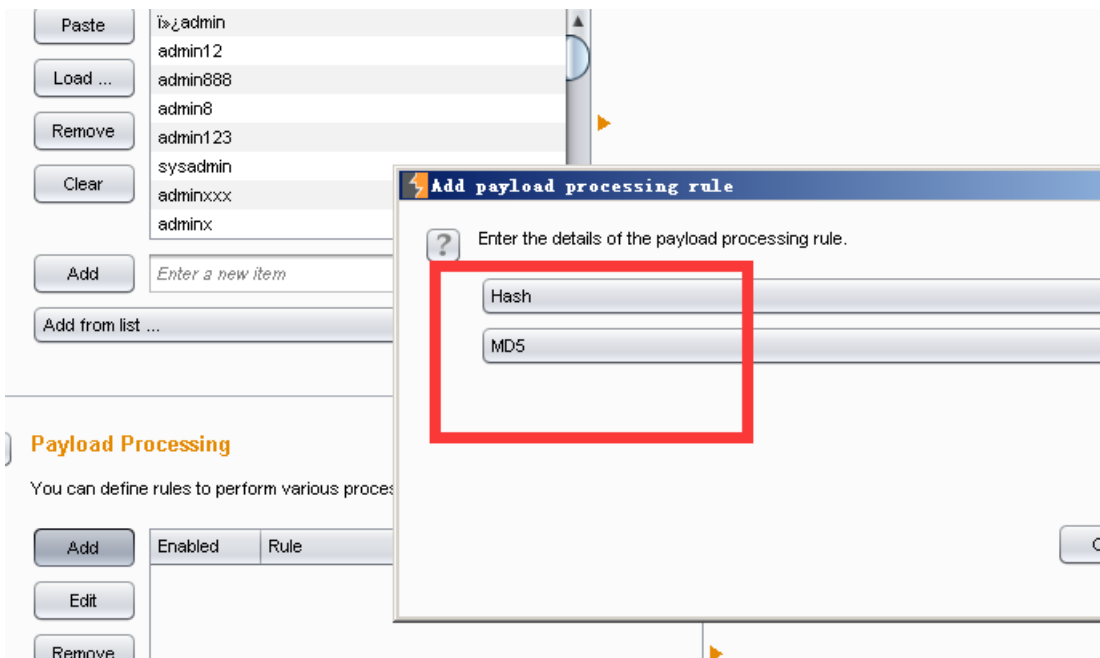 Paste
ï»¿admin
admin12
Load ...
admin888
admin8
Remove
admin123
sysadmin
Clear
adminxxx
adminx
Add payload processing rule
?
Enter the details of the payload processing rule.
Add
Enter a new item
Hash
Add from list ...
MD5
Payload Processing
You can define rules to perform various proces
Add
Enabled
Rule
Edit
Remove